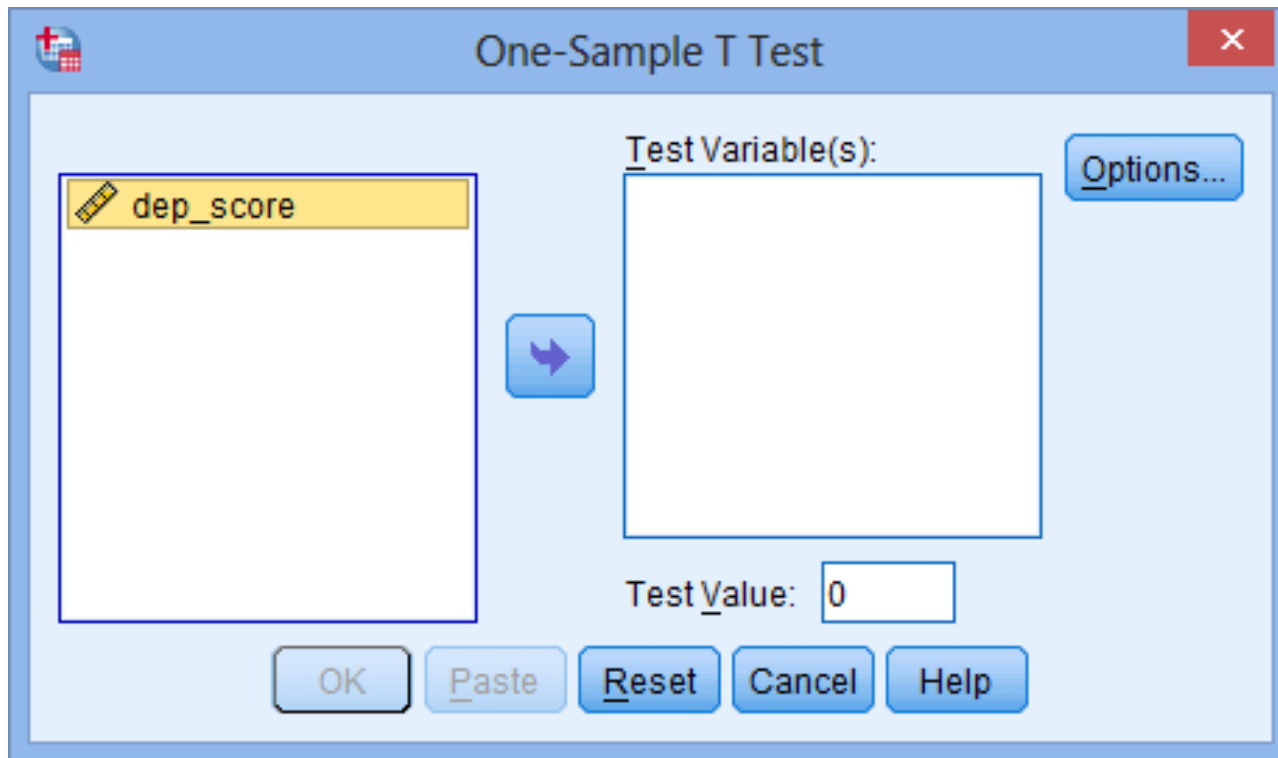 One-Sample T Test
dep_score
Test Variable(s):
Options...
Test Value: 0
OK Paste Reset Cancel Help